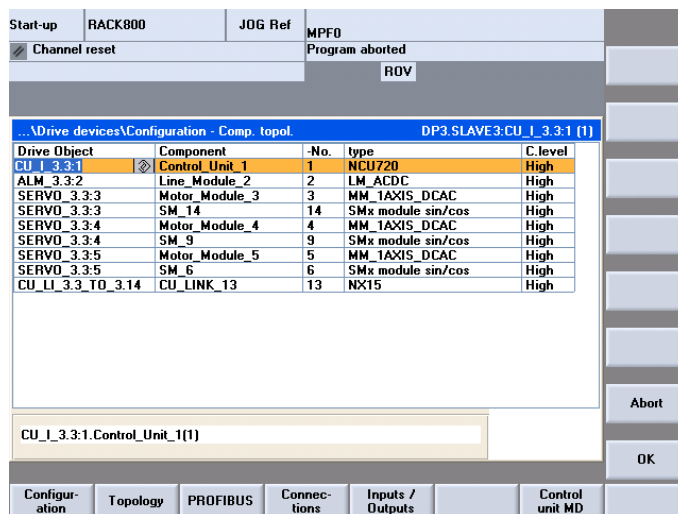 Start-up RACK800 JOG Ref MPF0
Channel reset Program aborted
ROV
...\Drive devices\Configuration - Comp. topol. DP3.SLAVE3:CU_I_3.3:1 (1)
Drive Object Component -No. type C.level
CU_I_3.3:1 Control_Unit_1 1 NCU720 High
ALM_3.3:2 Line_Module_2 2 LM_ACDC High
SERVO_3.3:3 Motor_Module_3 3 MM_1AXIS_DCAC High
SERVO_3.3:3 SM_14 14 SMx module sin/cos High
SERVO_3.3:4 Motor_Module_4 4 MM_1AXIS_DCAC High
SERVO_3.3:4 SM_9 9 SMx module sin/cos High
SERVO_3.3:5 Motor_Module_5 5 MM_1AXIS_DCAC High
SERVO_3.3:5 SM_6 6 SMx module sin/cos High
CU_LI_3.3_TO_3.14 CU_LINK_13 13 NX15 High
Abort
CU_I_3.3:1.Control_Unit_1(1)
OK
Configur-
ation
Topology
PROFIBUS
Connec-
tions
Inputs /
Outputs
Control
unit MD